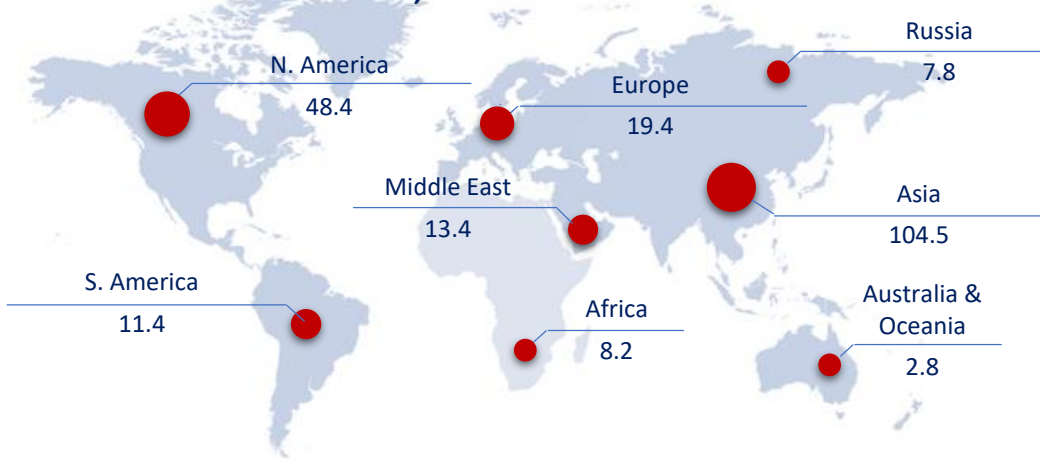 Russia
7.8
N. America
48.4
Europe
19.4
Middle East
13.4
Asia
104.5
S. America
11.4
Africa
8.2
Australia &
Oceania
2.8